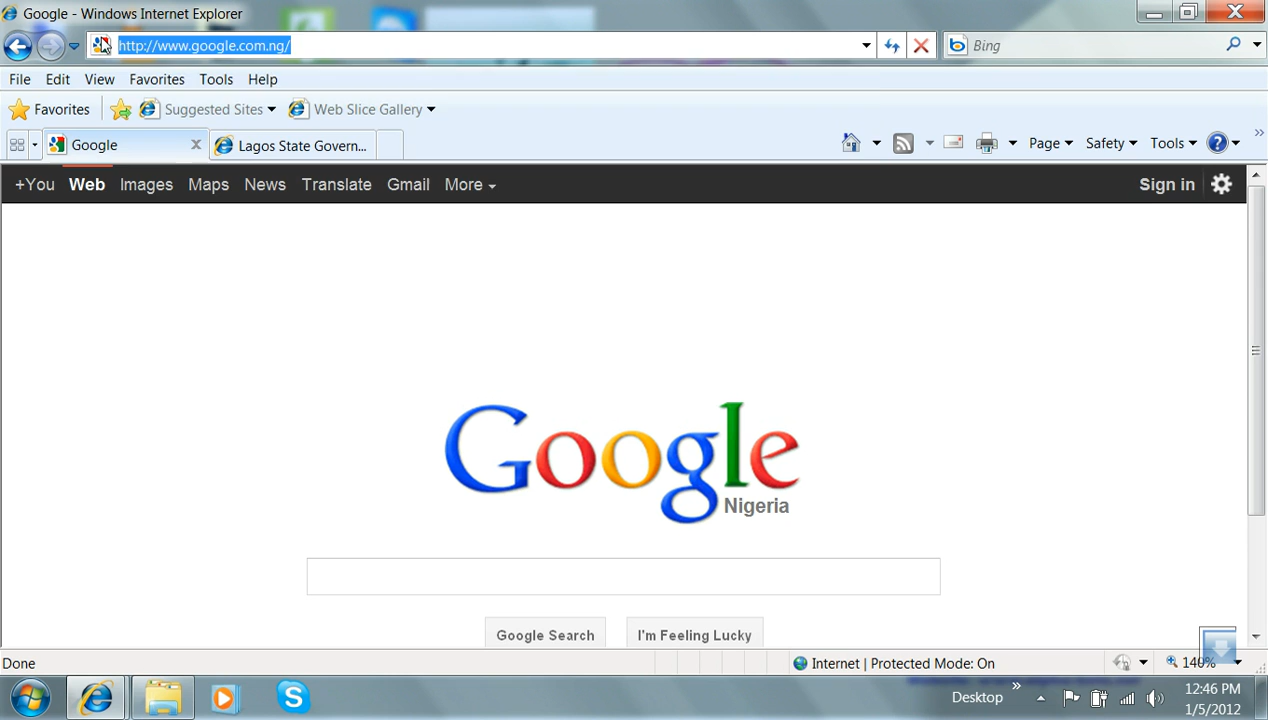 Google - Windows Internet Explorer
http://www.google.com.ng/
Bing
File Edit View Favorites Tools Help
Favorites Suggested Sites Web Slice Gallery
Google Lagos State Govern... Page Safety Tools
+You Web Images Maps News Translate Gmail More Sign in
Google
Nigeria
Google Search I'm Feeling Lucky
Done Internet | Protected Mode: On 140%
Desktop 12:46 PM
1/5/2012